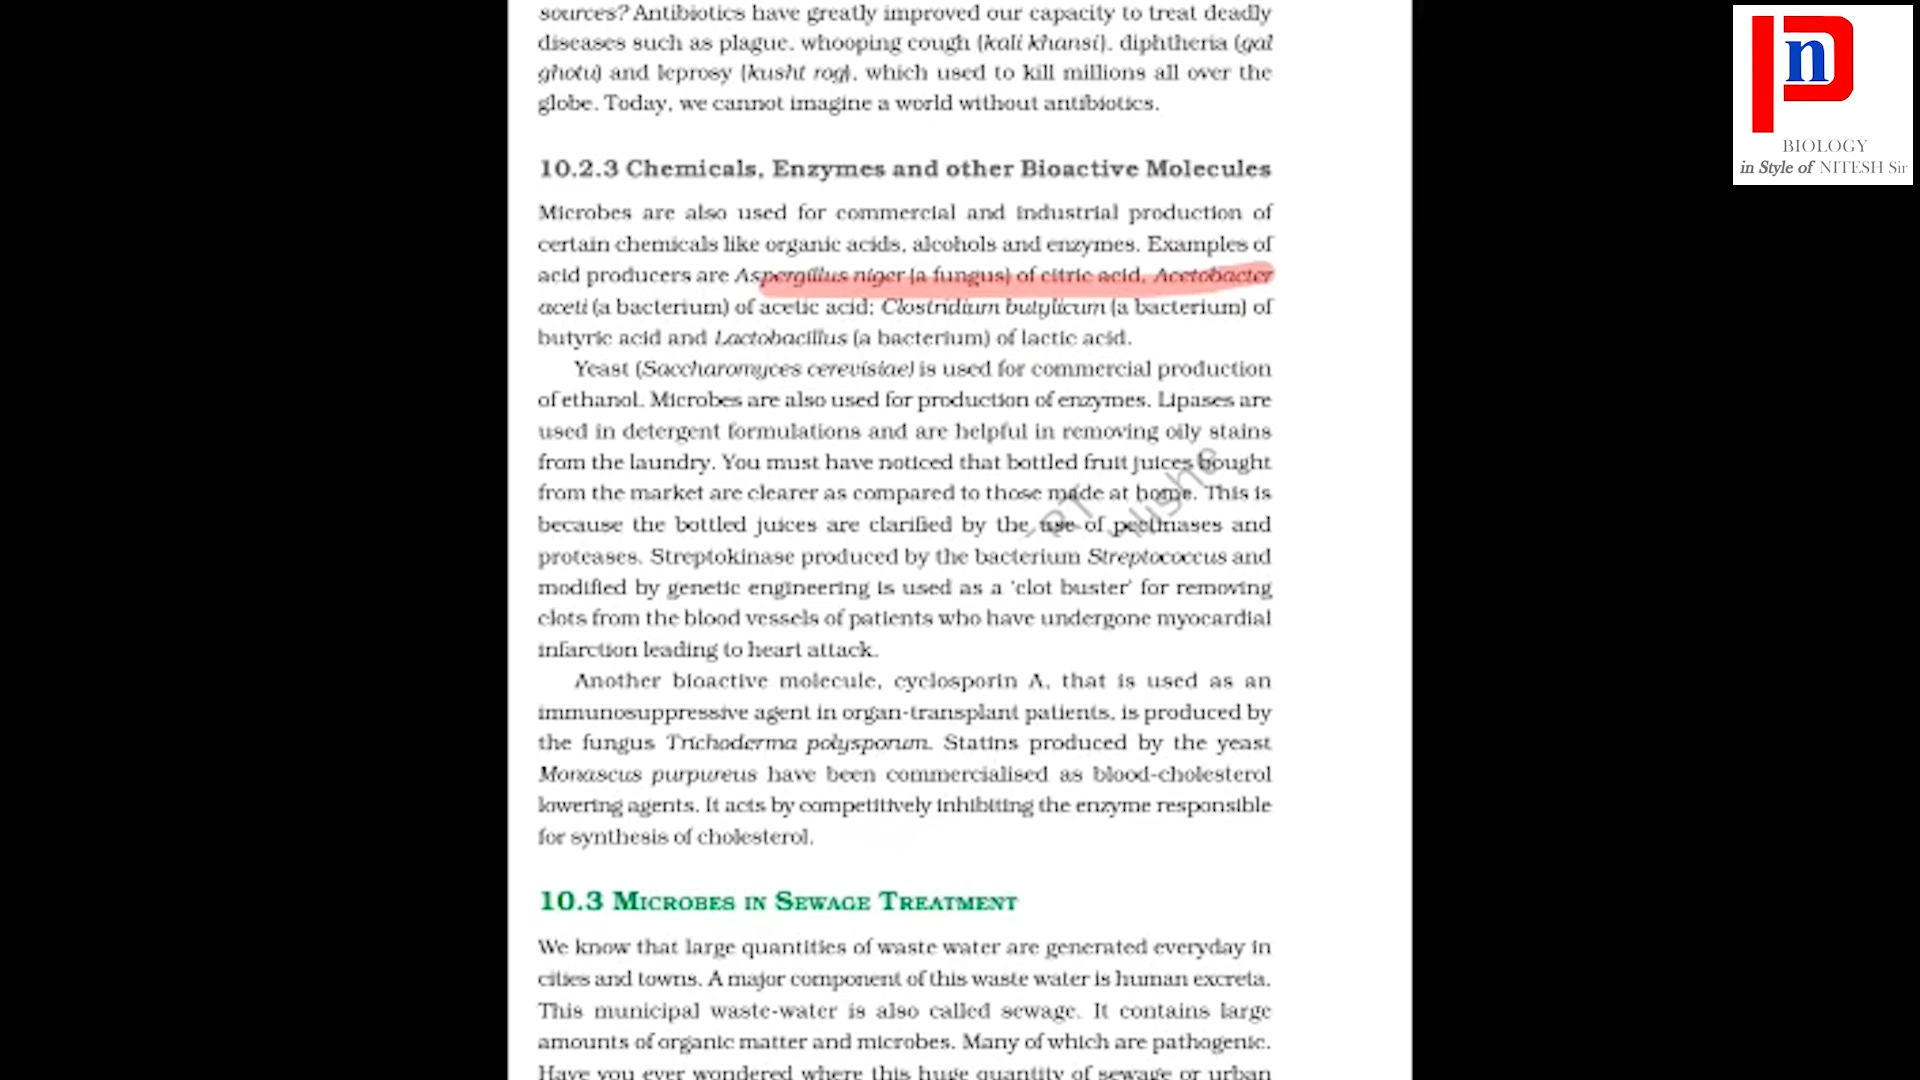 sources? Antibiotics have greatly improved our capacity to treat deadly
diseases such as plague, whooping cough (kali khansi), diphtheria (gal
ghotu) and leprosy (kusht rog), which used to kill millions all over the
globe. Today, we cannot imagine a world without antibiotics.
10.2.3 Chemicals, Enzymes and other Bioactive Molecules
Microbes are also used for commercial and industrial production of
certain chemicals like organic acids, alcohols and enzymes. Examples of
acid producers are Aspergillus niger (a fungus) of citric acid, Acetobacter
aceti (a bacterium) of acetic acid; Clostridium butylicum (a bacterium) of
butyric acid and Lactobacillus (a bacterium) of lactic acid.
Yeast (Saccharomyces cerevisiae) is used for commercial production
of ethanol. Microbes are also used for production of enzymes. Lipases are
used in detergent formulations and are helpful in removing oily stains
from the laundry. You must have noticed that bottled fruit juices bought
from the market are clearer as compared to those made at home. This is
because the bottled juices are clarified by the use of pectinases and
proteases. Streptokinase produced by the bacterium Streptococcus and
modified by genetic engineering is used as a 'clot buster' for removing
clots from the blood vessels of patients who have undergone myocardial
infarction leading to heart attack.
Another bioactive molecule, cyclosporin A, that is used as an
immunosuppressive agent in organ-transplant patients, is produced by
the fungus Trichoderma polysporum. Statins produced by the yeast
Monascus purpureus have been commercialised as blood-cholesterol
lowering agents. It acts by competitively inhibiting the enzyme responsible
for synthesis of cholesterol.
10.3 MICROBES IN SEWAGE TREATMENT
We know that large quantities of waste water are generated everyday in
cities and towns. A major component of this waste water is human excreta.
This municipal waste-water is also called sewage. It contains large
amounts of organic matter and microbes. Many of which are pathogenic.
Have you ever wondered where this huge quantity of sewage or urban
Pn
BIOLOGY
in Style of NITESH Sir